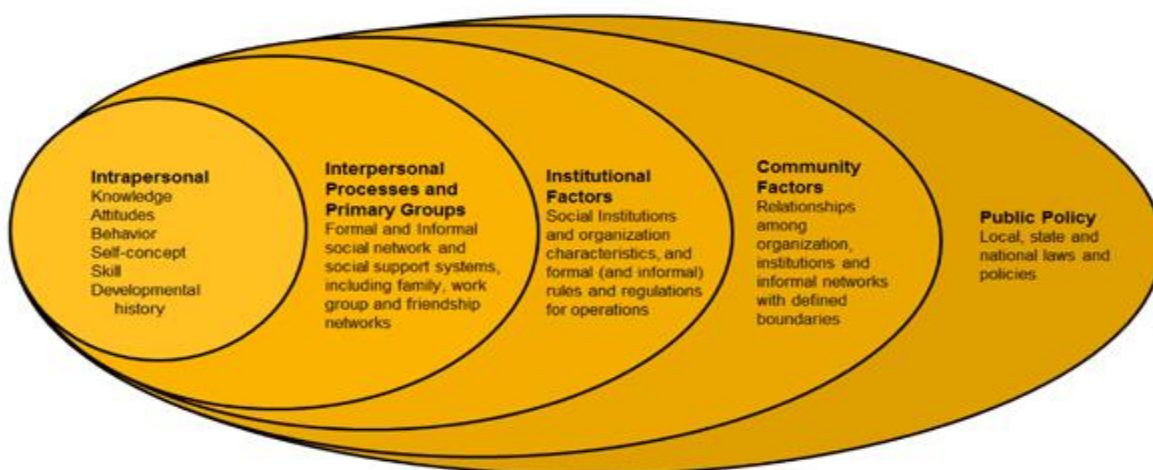 Intrapersonal
Knowledge
Attitudes
Behavior
Self-concept
Skill
Developmental
history
Interpersonal
Processes and
Primary Groups
Formal and Informal
social network and
social support systems,
including family, work
group and friendship
networks
Institutional
Factors
Social Institutions
and organization
characteristics, and
formal (and informal)
rules and regulations
for operations
Community
Factors
Relationships
among
organization,
institutions and
informal networks
with defined
boundaries
Public Policy
Local, state and
national laws and
policies